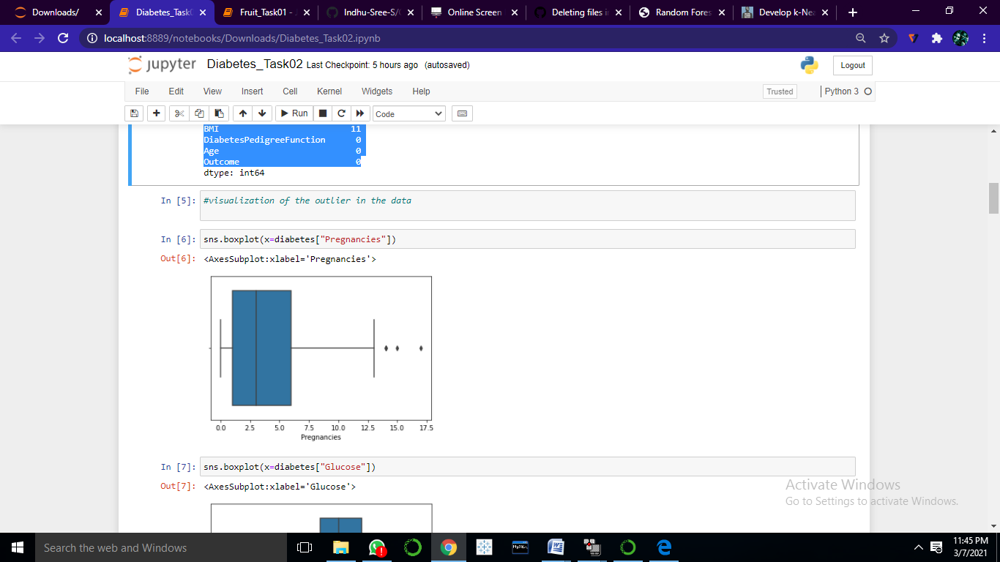 Downloads/
Diabetes_Task
Fruit_Task01 -
Indhu-Sree-S/
Online Screen
Deleting files i
Random Fores
Develop k-Nea
localhost:8889/notebooks/Downloads/Diabetes_Task02.ipynb
jupyter Diabetes_Task02 Last Checkpoint: 5 hours ago (autosaved)
Logout
File Edit View Insert Cell Kernel Widgets Help
Trusted
Python 3
Run
Code
BMI 11
DiabetesPedigreeFunction 0
Age 0
Outcome 0
dtype: int64
In [5]: #visualization of the outlier in the data
In [6]: sns.boxplot(x=diabetes["Pregnancies"])
Out[6]: <AxesSubplot:xlabel='Pregnancies'>
0.0 2.5 5.0 7.5 10.0 12.5 15.0 17.5
Pregnancies
In [7]: sns.boxplot(x=diabetes["Glucose"])
Out[7]: <AxesSubplot:xlabel='Glucose'>
Activate Windows
Go to Settings to activate Windows.
Search the web and Windows
MySQL
11:45 PM
3/7/2021